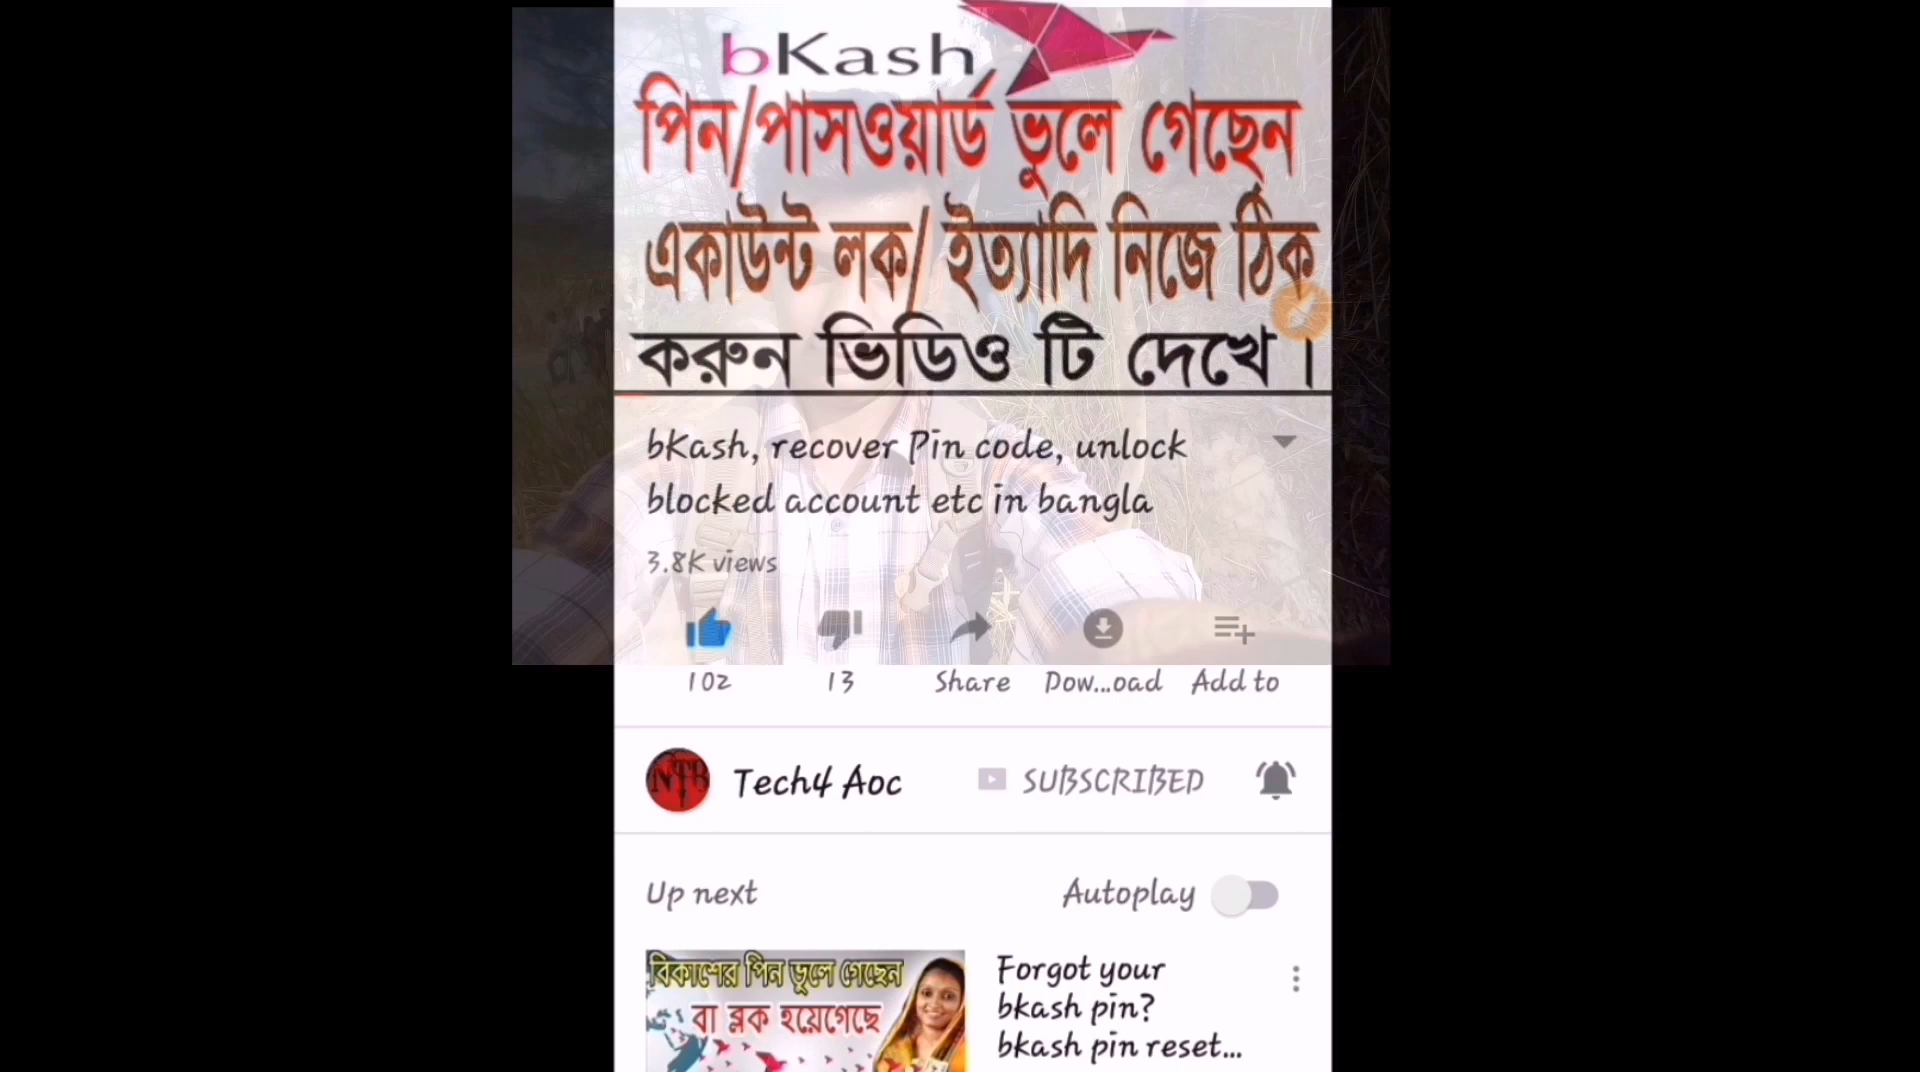 bKash
পিন/পাসওয়ার্ড ভুলে গেছেন
একাউন্ট লক/ ইত্যাদি নিজে ঠিক
করুন ভিডিও টি দেখে।
bKash, recover Pin code, unlock
blocked account etc in bangla
3.8K views
102 13 Share Dow...oad Add to
NTB Tech4 Aoc SUBSCRIBED
Up next Autoplay
বিকাশের পিন ভুলে গেছেন
বা ব্লক হয়েগেছে
Forgot your
bkash pin?
bkash pin reset...